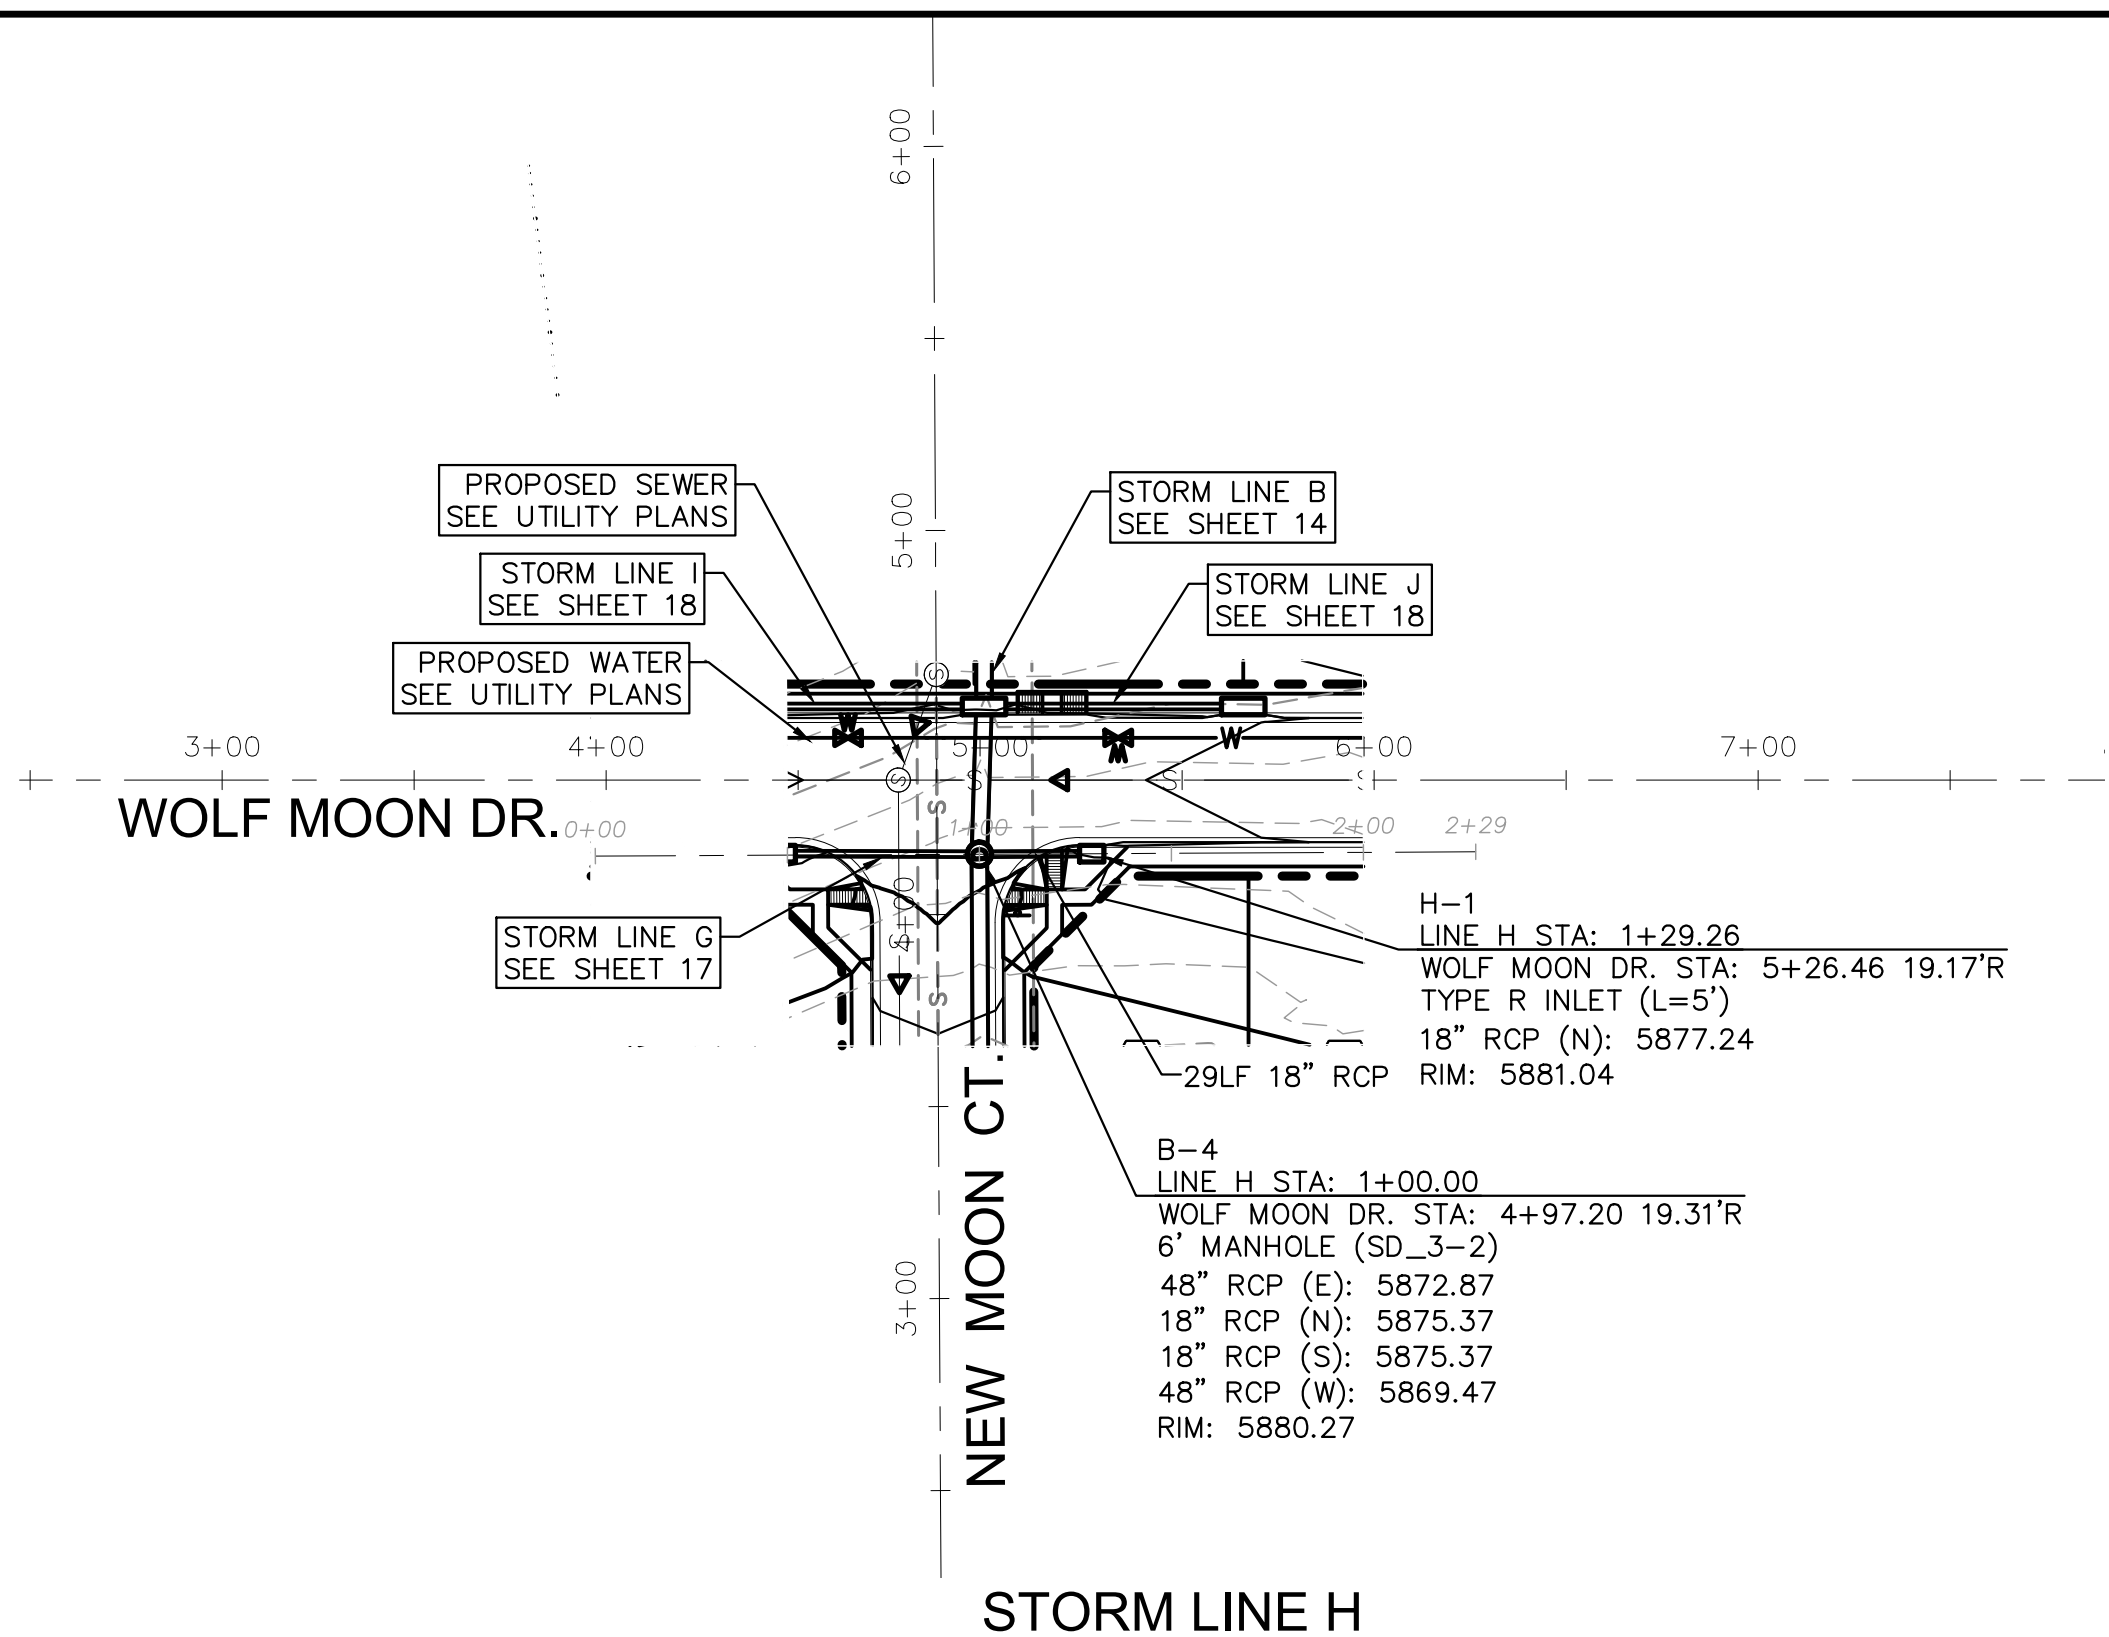 6+00
5+00
PROPOSED SEWER
SEE UTILITY PLANS
STORM LINE B
SEE SHEET 14
STORM LINE I
SEE SHEET 18
STORM LINE J
SEE SHEET 18
PROPOSED WATER
SEE UTILITY PLANS
S
W
W
W
3+00
4+00
5+00
6+00
7+00
S
S
S
WOLF MOON DR.
S
0+00
1+00
2+00
2+29
4+00
STORM LINE G
SEE SHEET 17
S
S
H-1
LINE H STA: 1+29.26
WOLF MOON DR. STA: 5+26.46 19.17'R
TYPE R INLET (L=5')
18" RCP (N): 5877.24
RIM: 5881.04
29LF 18" RCP
NEW MOON CT.
3+00
B-4
LINE H STA: 1+00.00
WOLF MOON DR. STA: 4+97.20 19.31'R
6' MANHOLE (SD_3-2)
48" RCP (E): 5872.87
18" RCP (N): 5875.37
18" RCP (S): 5875.37
48" RCP (W): 5869.47
RIM: 5880.27
STORM LINE H